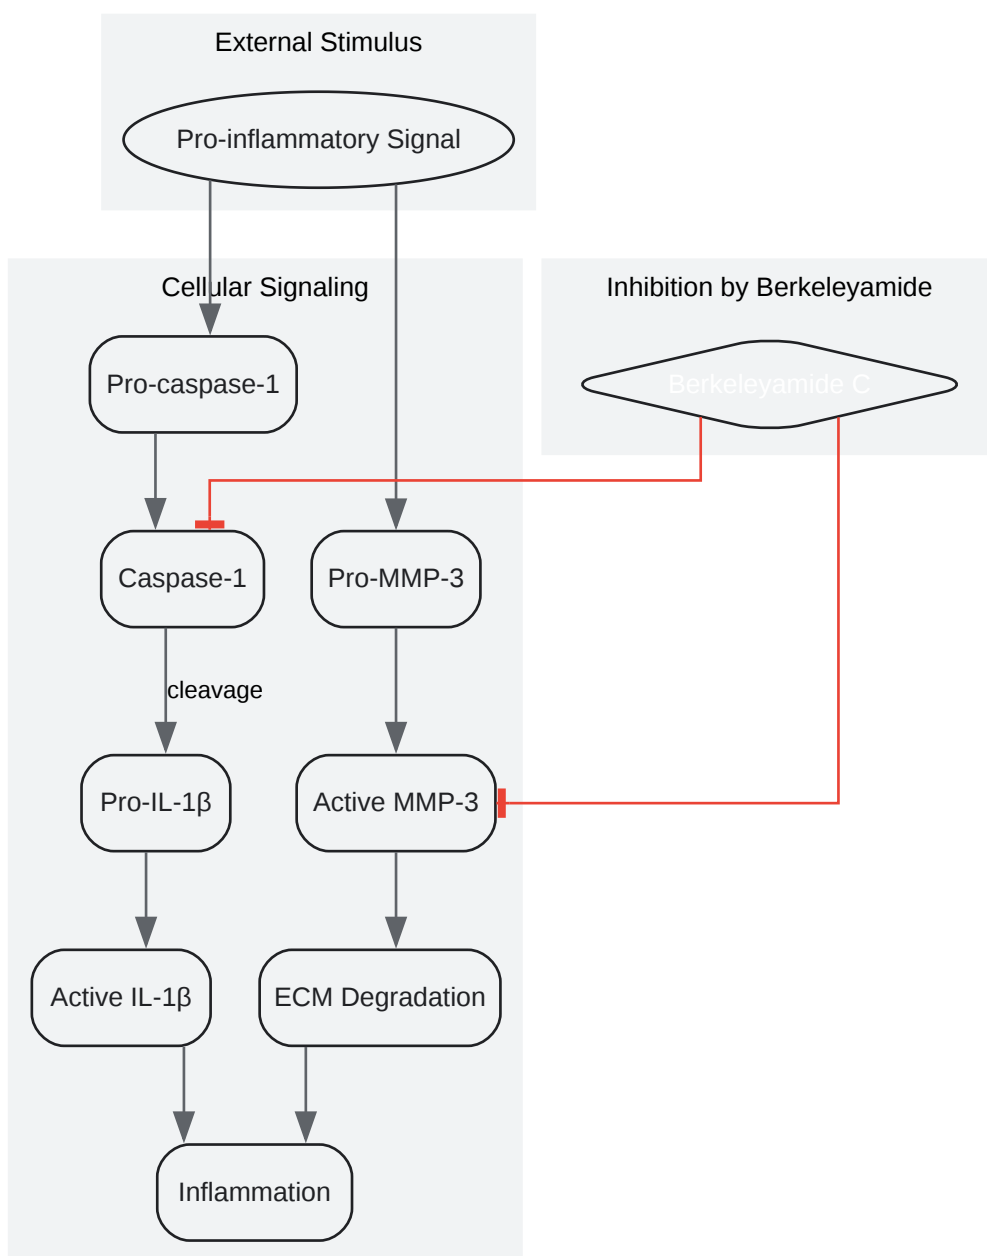 External Stimulus
Pro-inflammatory Signal
Cellular Signaling
Inhibition by Berkeleyamide
Pro-caspase-1
Berkeleyamide C
Caspase-1
Pro-MMP-3
cleavage
Pro-IL-1β
Active MMP-3
Active IL-1β
ECM Degradation
Inflammation